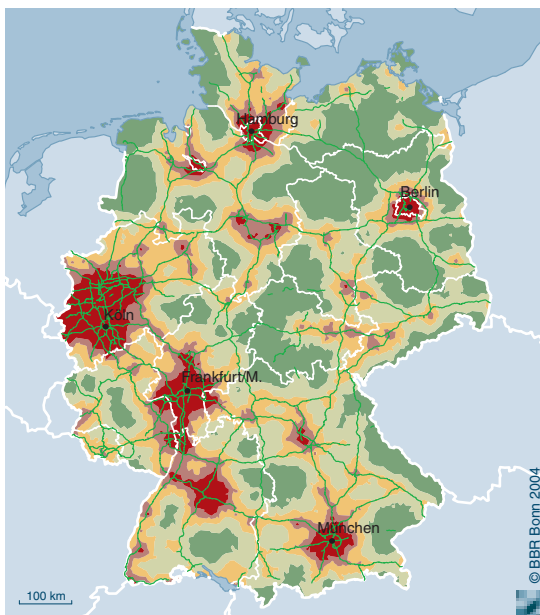 Hamburg
Berlin
Köln
Frankfurt/M.
München
100 km
© BBR Bonn 2004